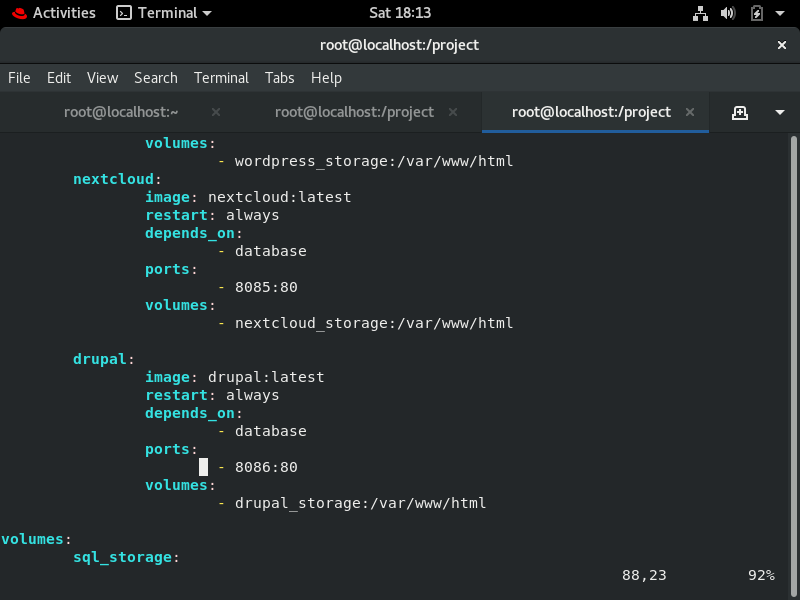 Activities Terminal Sat 18:13
root@localhost:/project ×
File Edit View Search Terminal Tabs Help
root@localhost:~ × root@localhost:/project × root@localhost:/project ×
volumes:
- wordpress_storage:/var/www/html
nextcloud:
image: nextcloud:latest
restart: always
depends_on:
- database
ports:
- 8085:80
volumes:
- nextcloud_storage:/var/www/html
drupal:
image: drupal:latest
restart: always
depends_on:
- database
ports:
- 8086:80
volumes:
- drupal_storage:/var/www/html
volumes:
sql_storage:
88,23 92%